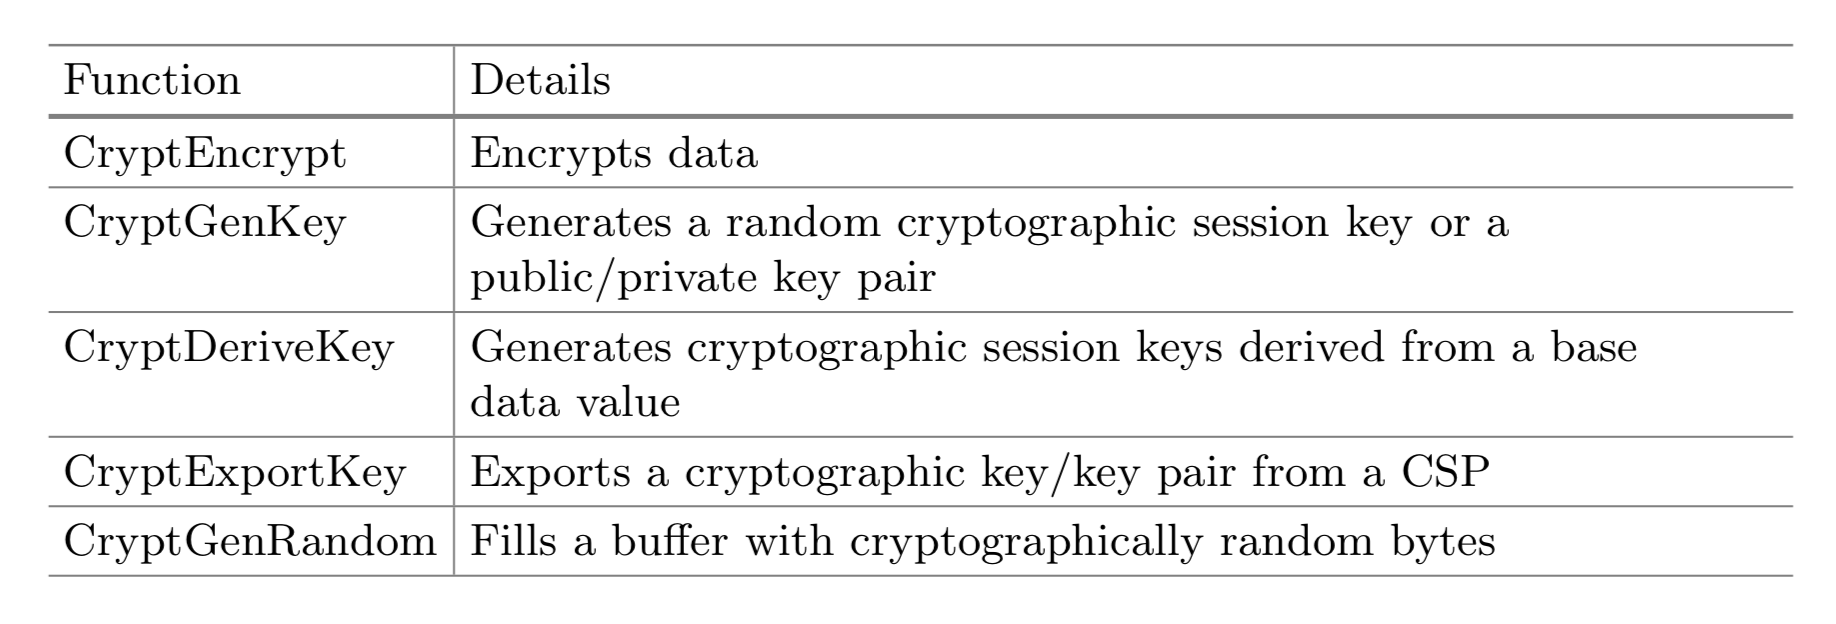 Function Details
CryptEncrypt Encrypts data
CryptGenKey Generates a random cryptographic session key or a
public/private key pair
CryptDeriveKey Generates cryptographic session keys derived from a base
data value
CryptExportKey Exports a cryptographic key/key pair from a CSP
CryptGenRandom Fills a buffer with cryptographically random bytes